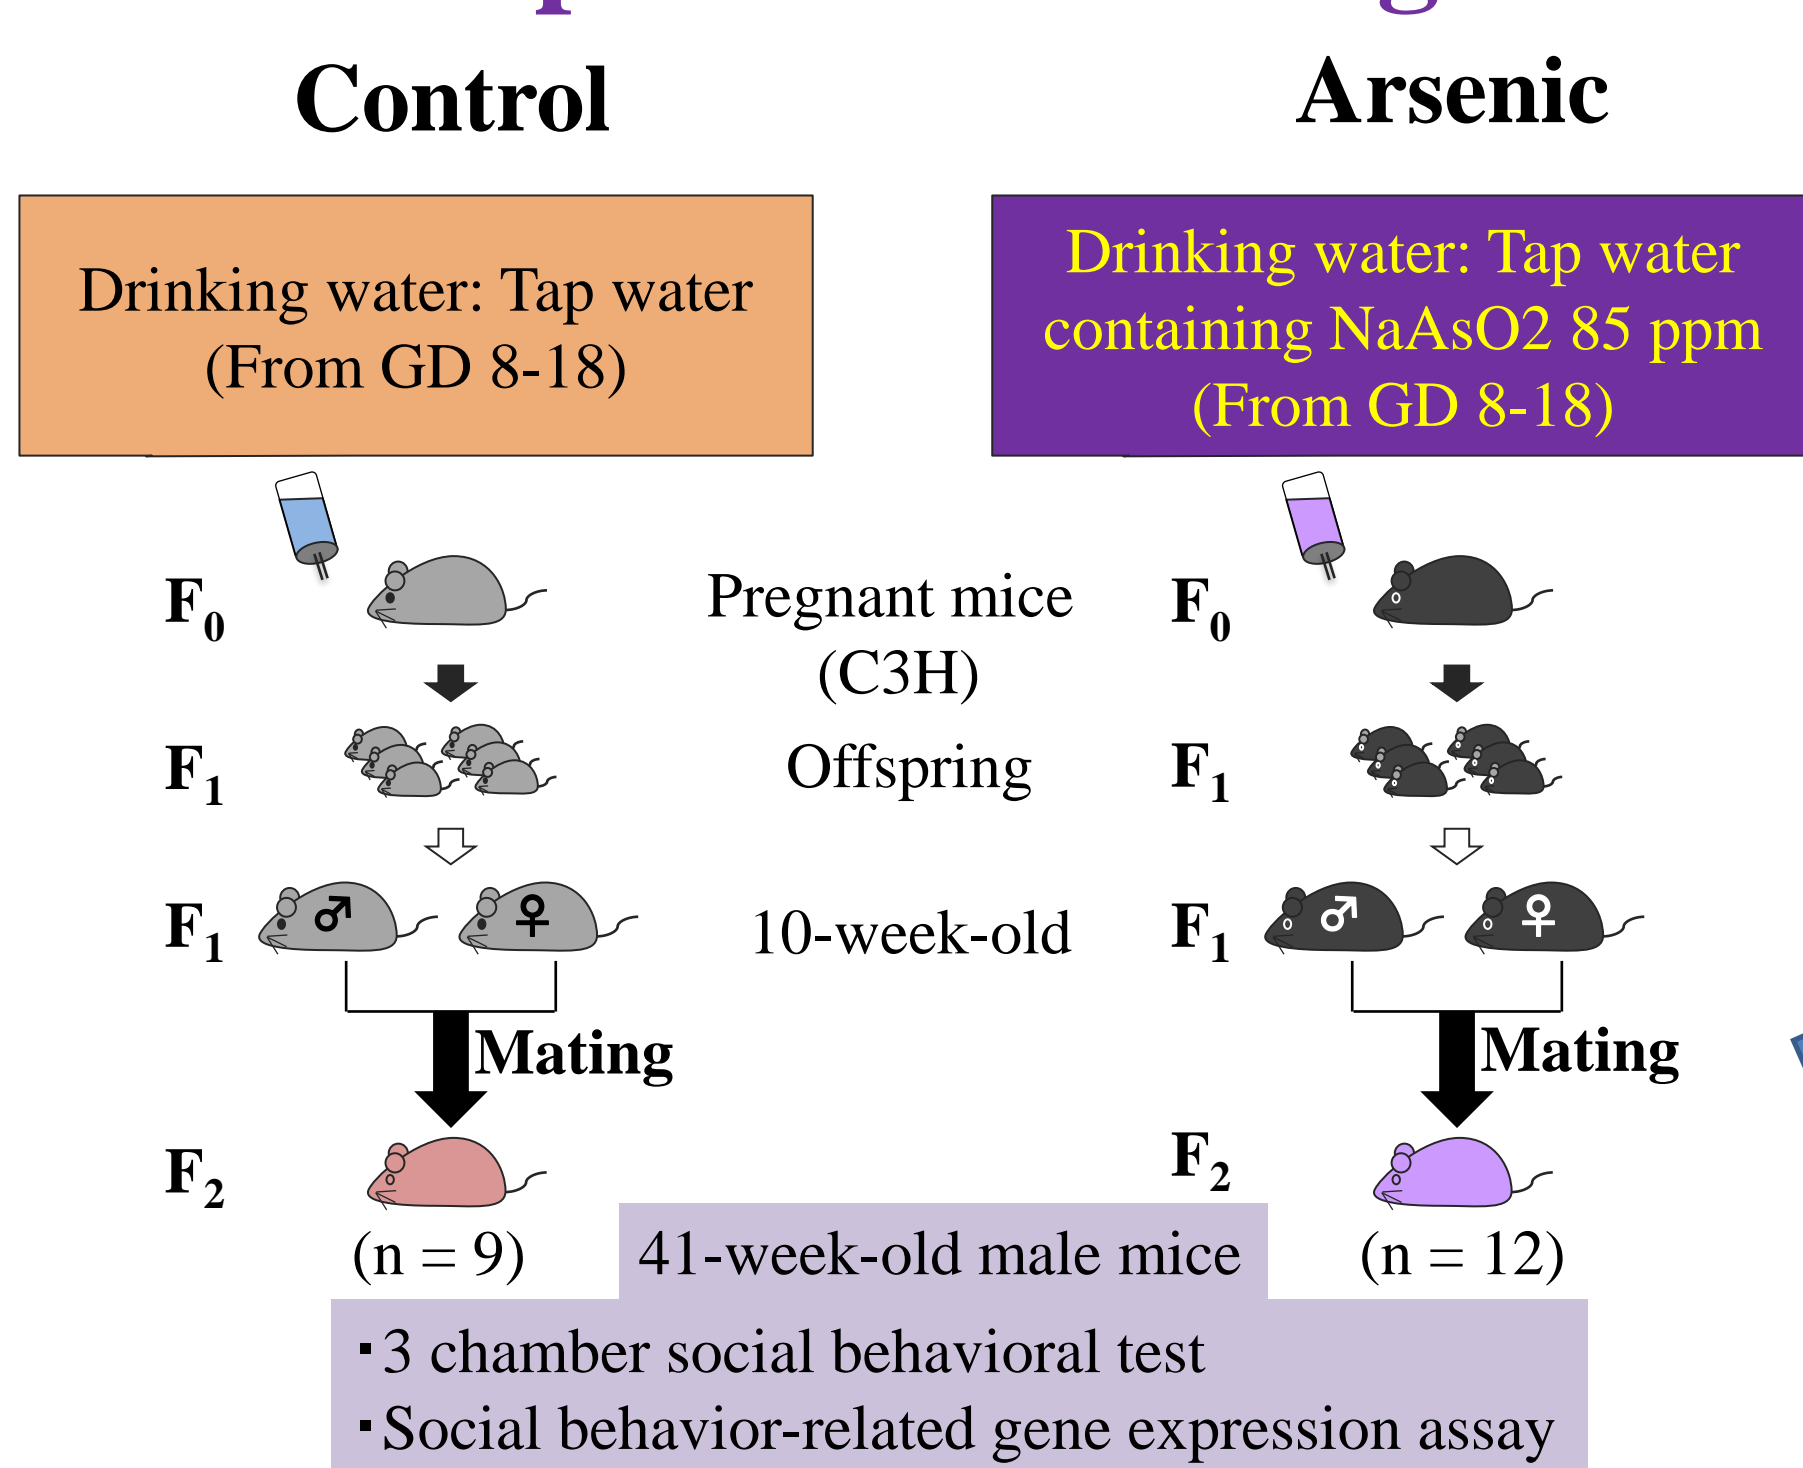 Control
Arsenic
Drinking water: Tap water
(From GD 8-18)
Drinking water: Tap water
containing NaAsO2 85 ppm
(From GD 8-18)
F0
Pregnant mice
(C3H)
F0
F1
Offspring
F1
F1
♂
♀
10-week-old
F1
♂
♀
Mating
Mating
F2
F2
(n = 9)
41-week-old male mice
(n = 12)
･3 chamber social behavioral test
･Social behavior-related gene expression assay